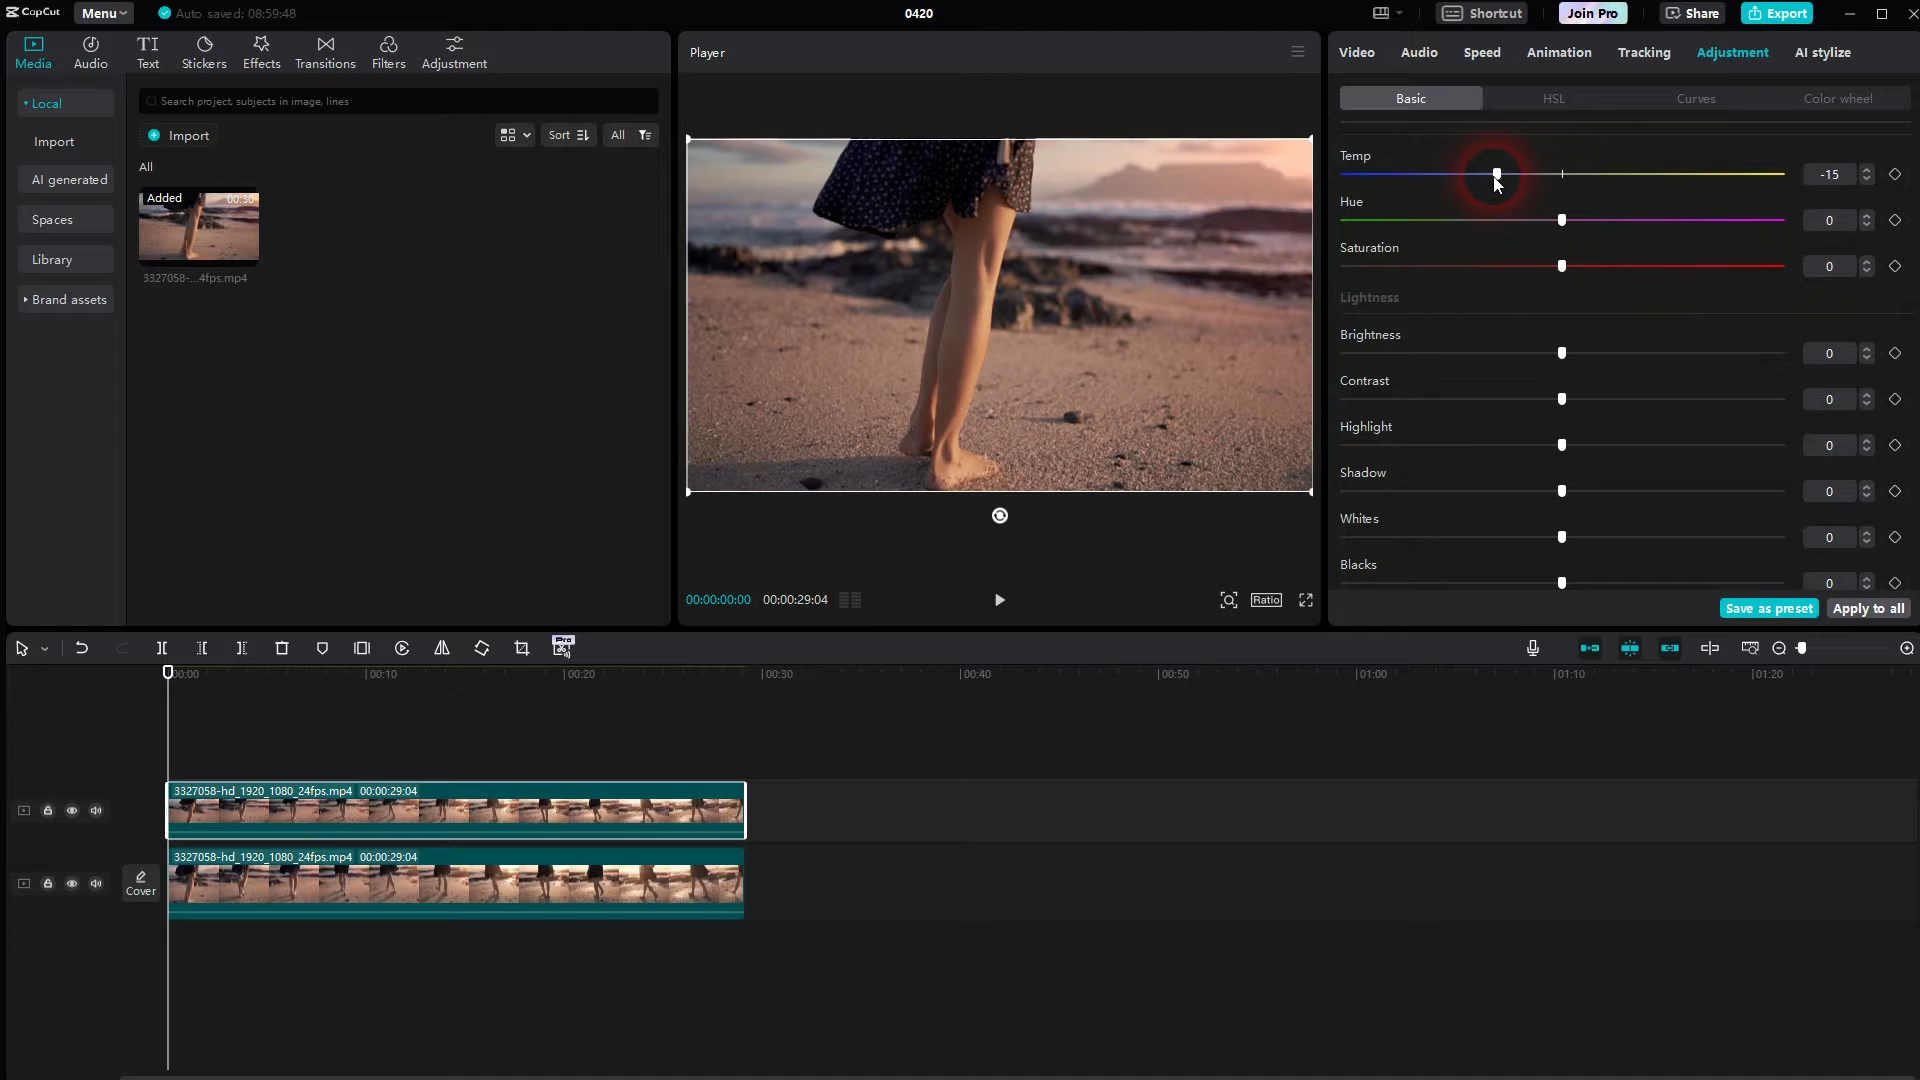 CapCut
Menu
Auto saved: 08:59:48
0420
Shortcut
Join Pro
Share
Export
Media
Audio
Text
Stickers
Effects
Transitions
Filters
Adjustment
Local
Import
AI generated
Spaces
Library
Brand assets
Search project, subjects in image, lines
Import
Sort
All
All
Added
00:30
3327058-...4fps.mp4
Player
00:00:00:00
00:00:29:04
Ratio
Video
Audio
Speed
Animation
Tracking
Adjustment
AI stylize
Basic
HSL
Curves
Color wheel
Temp
-15
Hue
0
Saturation
0
Lightness
Brightness
0
Contrast
0
Highlight
0
Shadow
0
Whites
0
Blacks
0
Save as preset
Apply to all
Pro
00:00
00:10
00:20
00:30
00:40
00:50
01:00
01:10
01:20
3327058-hd_1920_1080_24fps.mp4 00:00:29:04
3327058-hd_1920_1080_24fps.mp4 00:00:29:04
Cover